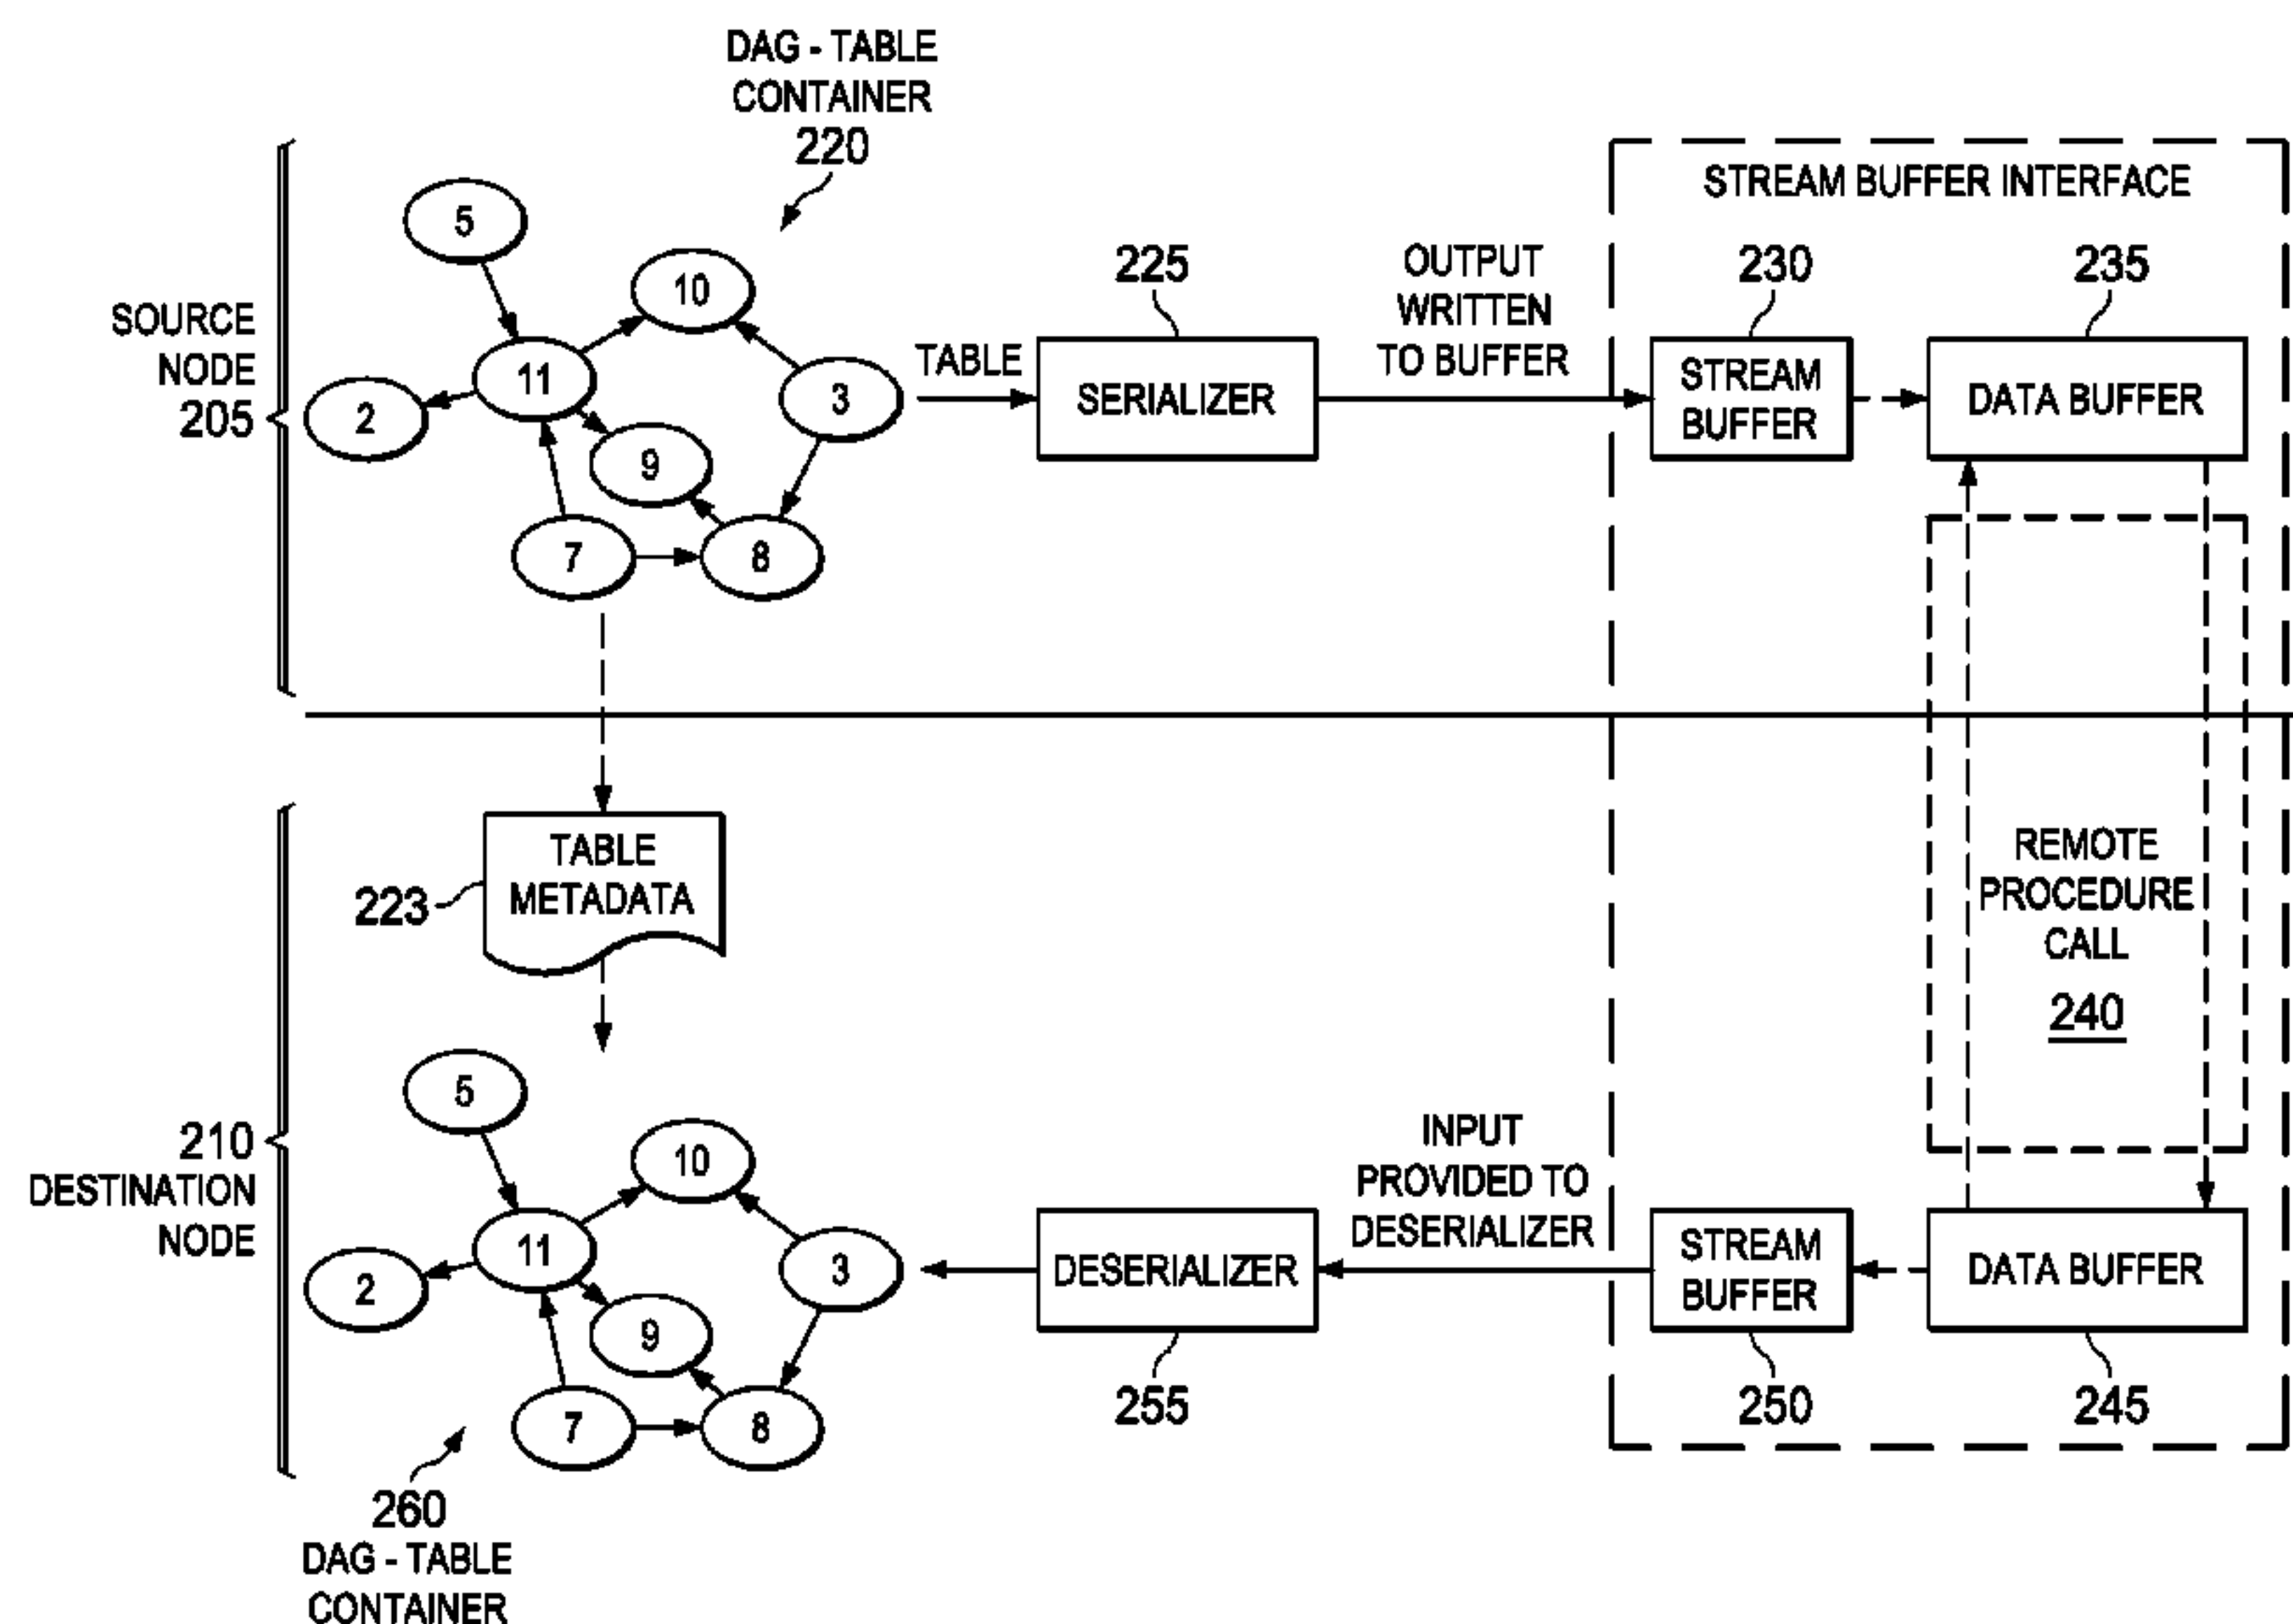 DAG - TABLE
CONTAINER
220
STREAM BUFFER INTERFACE
5
10
225
OUTPUT
WRITTEN
TO BUFFER
230
235
SOURCE
NODE
205
2
11
3
TABLE
SERIALIZER
STREAM
BUFFER
DATA BUFFER
9
7
8
TABLE
METADATA
223
REMOTE
PROCEDURE
CALL
240
210
DESTINATION
NODE
5
10
2
11
3
9
7
8
DESERIALIZER
INPUT
PROVIDED TO
DESERIALIZER
STREAM
BUFFER
DATA BUFFER
255
250
245
260
DAG - TABLE
CONTAINER